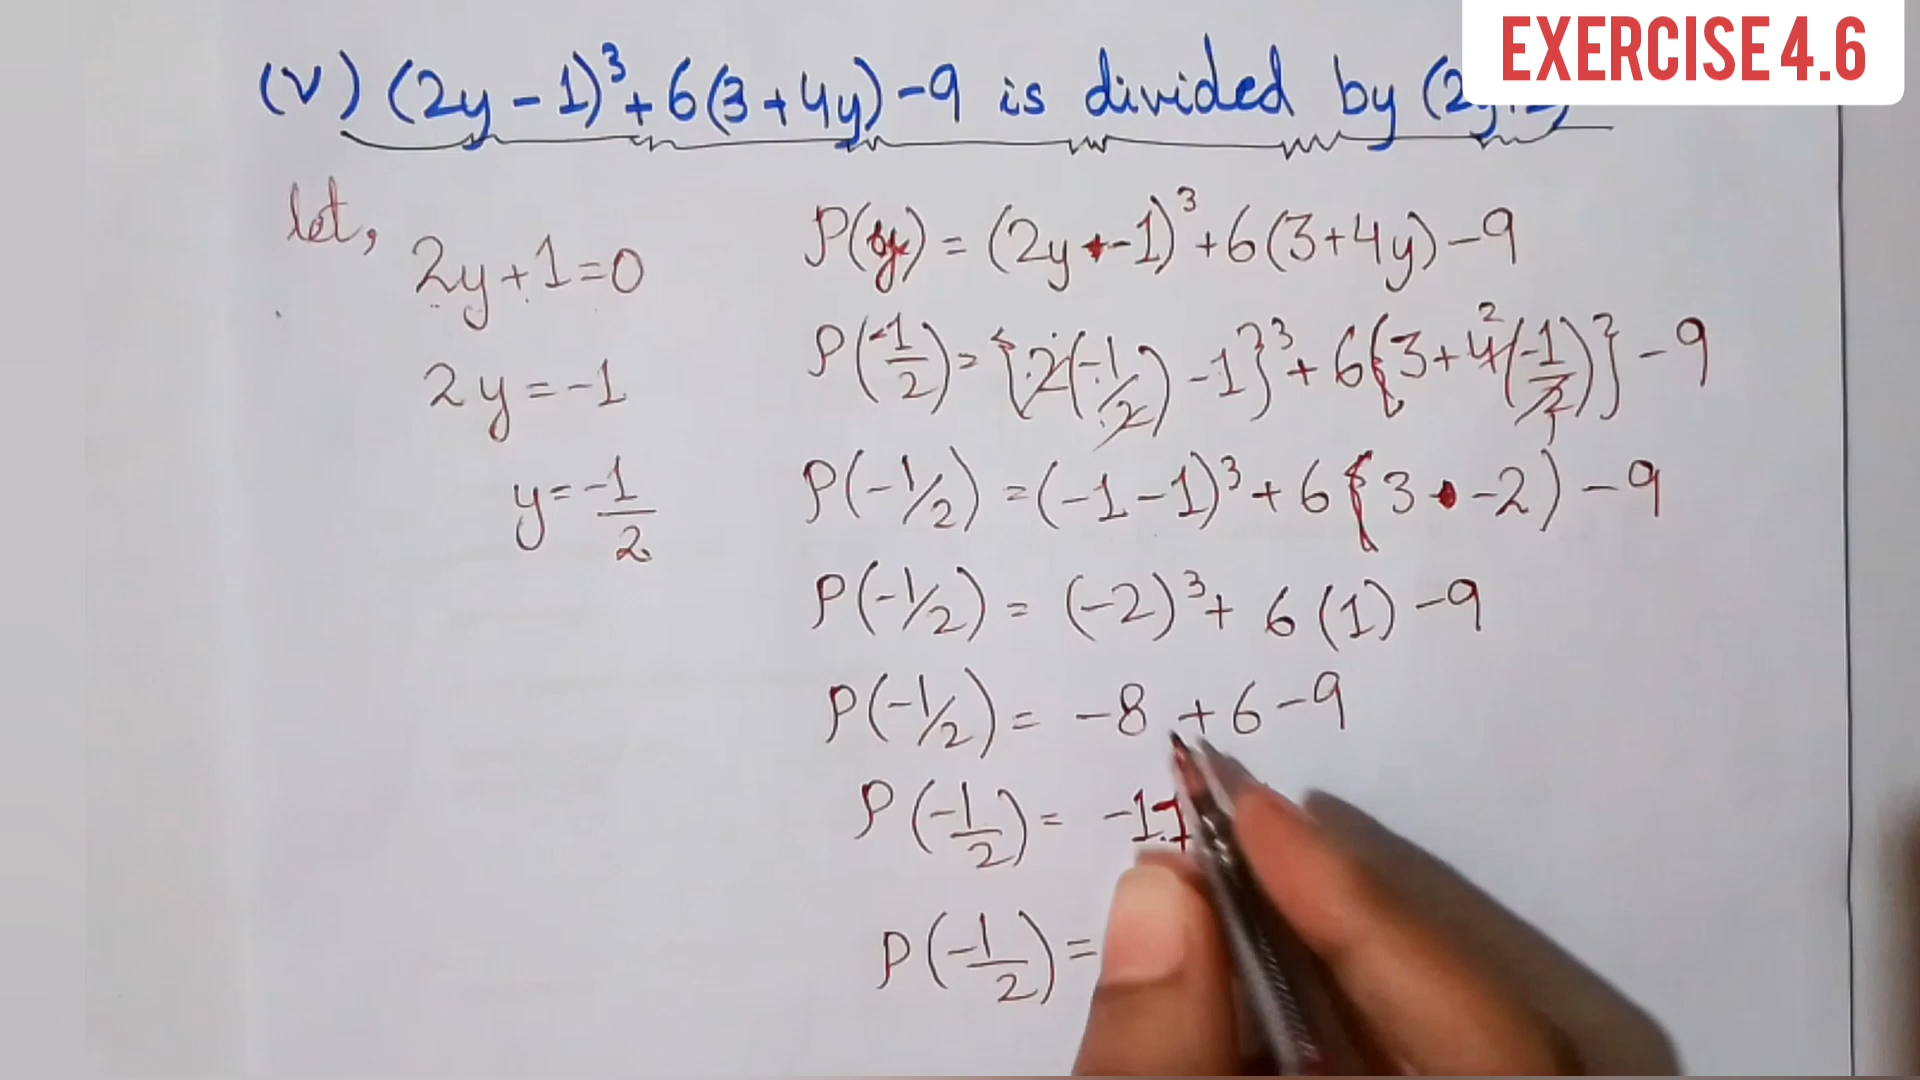 EXERCISE 4.6
(V) (2y - 1)³ + 6(3 + 4y) - 9 is divided by (2y
let,
2y + 1 = 0
2y = -1
y = -1/2
P(y) = (2y - 1)³ + 6(3 + 4y) - 9
P(-1/2) = {2(-1/2) - 1}³ + 6{3 + 4²(-1/2)} - 9
P(-1/2) = (-1 - 1)³ + 6{3 - 2) - 9
P(-1/2) = (-2)³ + 6(1) - 9
P(-1/2) = -8 + 6 - 9
P(-1/2) = -17
P(-1/2) =